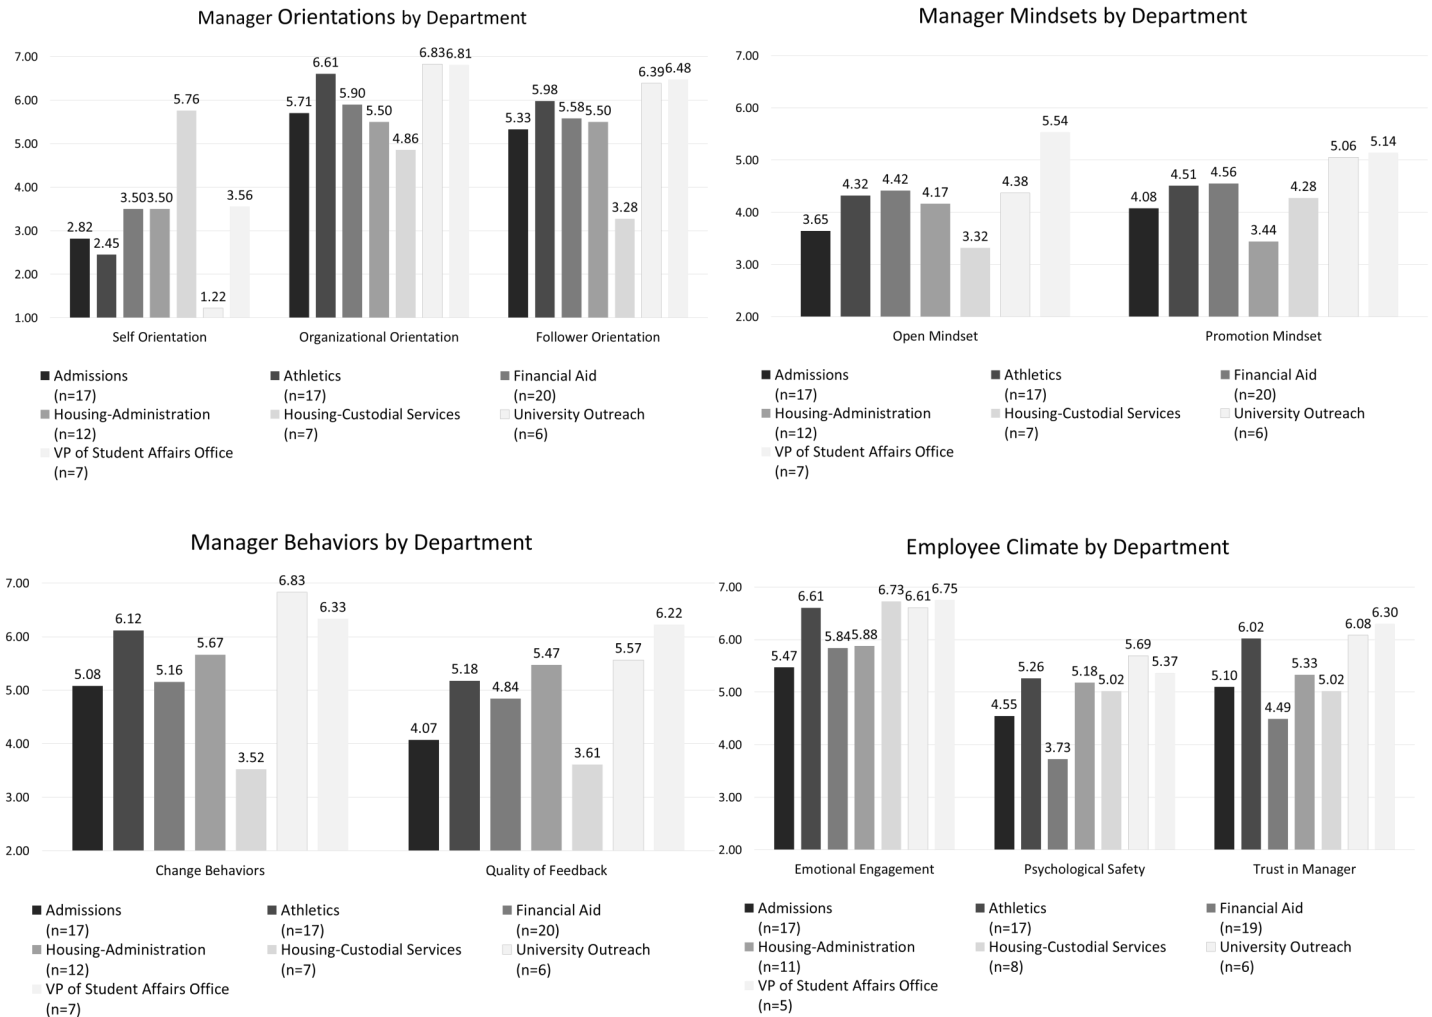 Manager Orientations by Department
7.00
6.00
5.00
4.00
3.00
2.00
1.00
2.82
2.45
3.50
3.50
5.76
1.22
3.56
5.71
6.61
5.90
5.50
4.86
6.83
6.81
5.33
5.98
5.58
5.50
3.28
6.39
6.48
Self Orientation
Organizational Orientation
Follower Orientation
Admissions
(n=17)
Athletics
(n=17)
Financial Aid
(n=20)
Housing-Administration
(n=12)
Housing-Custodial Services
(n=7)
University Outreach
(n=6)
VP of Student Affairs Office
(n=7)
Manager Mindsets by Department
7.00
6.00
5.00
4.00
3.00
2.00
3.65
4.32
4.42
4.17
3.32
4.38
5.54
4.08
4.51
4.56
3.44
4.28
5.06
5.14
Open Mindset
Promotion Mindset
Admissions
(n=17)
Athletics
(n=17)
Financial Aid
(n=20)
Housing-Administration
(n=12)
Housing-Custodial Services
(n=7)
University Outreach
(n=6)
VP of Student Affairs Office
(n=7)
Manager Behaviors by Department
7.00
6.00
5.00
4.00
3.00
2.00
5.08
6.12
5.16
5.67
3.52
6.83
6.33
4.07
5.18
4.84
5.47
3.61
5.57
6.22
Change Behaviors
Quality of Feedback
Admissions
(n=17)
Athletics
(n=17)
Financial Aid
(n=20)
Housing-Administration
(n=12)
Housing-Custodial Services
(n=7)
University Outreach
(n=6)
VP of Student Affairs Office
(n=7)
Employee Climate by Department
7.00
6.00
5.00
4.00
3.00
2.00
5.47
6.61
5.84
5.88
6.73
6.61
6.75
4.55
5.26
3.73
5.18
5.02
5.69
5.37
5.10
6.02
4.49
5.33
5.02
6.08
6.30
Emotional Engagement
Psychological Safety
Trust in Manager
Admissions
(n=17)
Athletics
(n=17)
Financial Aid
(n=19)
Housing-Administration
(n=11)
Housing-Custodial Services
(n=8)
University Outreach
(n=6)
VP of Student Affairs Office
(n=5)